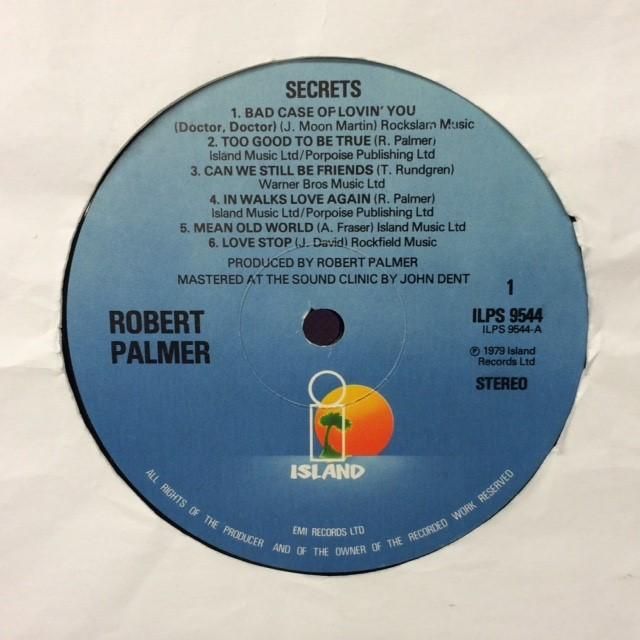 SECRETS
1. BAD CASE OF LOVIN' YOU
(Doctor, Doctor) (J. Moon Martin) Rockslam Music
2. TOO GOOD TO BE TRUE (R. Palmer)
Island Music Ltd/Porpoise Publishing Ltd
3. CAN WE STILL BE FRIENDS (T. Rundgren)
Warner Bros Music Ltd
4. IN WALKS LOVE AGAIN (R. Palmer)
Island Music Ltd/Porpoise Publishing Ltd
5. MEAN OLD WORLD (A. Fraser) Island Music Ltd
6. LOVE STOP (J. David) Rockfield Music
PRODUCED BY ROBERT PALMER
MASTERED AT THE SOUND CLINIC BY JOHN DENT
1
ROBERT
PALMER
ILPS 9544
ILPS 9544-A
℗ 1979 Island
Records Ltd
STEREO
ISLAND
EMI RECORDS LTD
ALL RIGHTS OF THE PRODUCER AND OF THE OWNER OF THE RECORDED WORK RESERVED